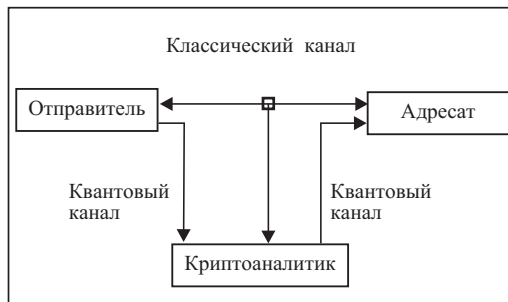 Классический канал
Отправитель
Адресат
Квантовый
канал
Квантовый
канал
Криптоаналитик